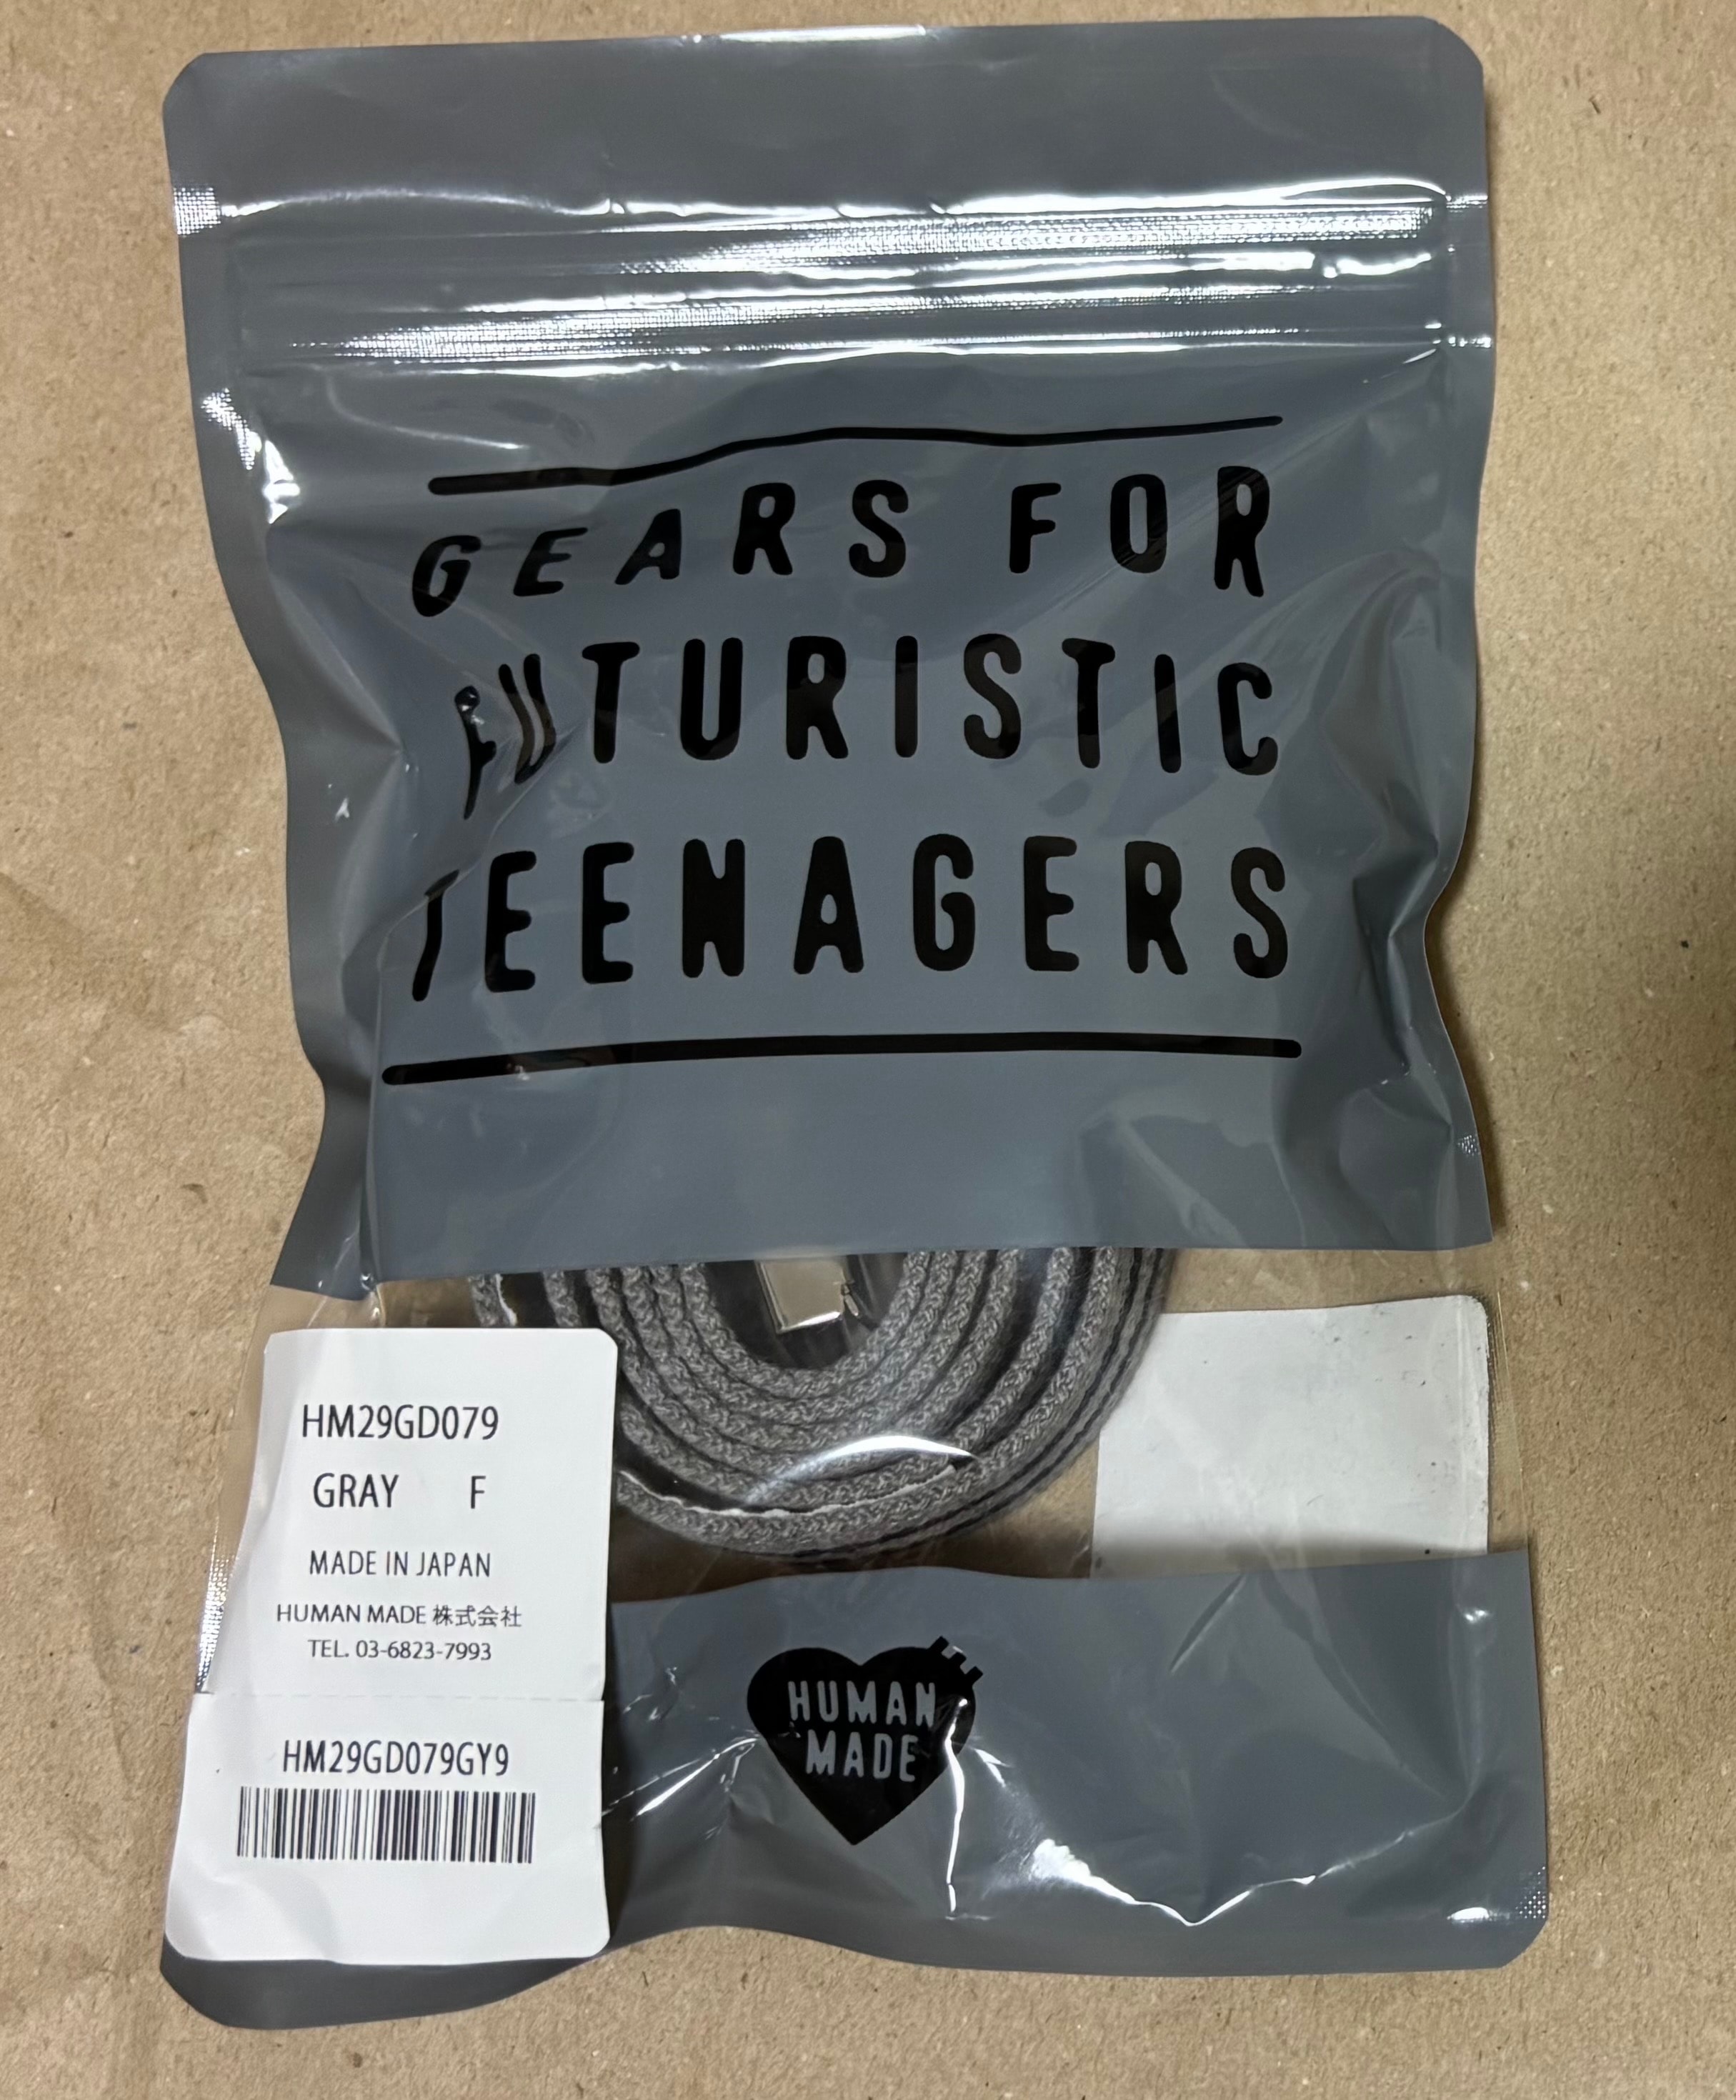 GEARS FOR
FUTURISTIC
TEENAGERS
HM29GD079
GRAY F
MADE IN JAPAN
HUMAN MADE 株式会社
TEL. 03-6823-7993
HM29GD079GY9
HUMAN
MADE